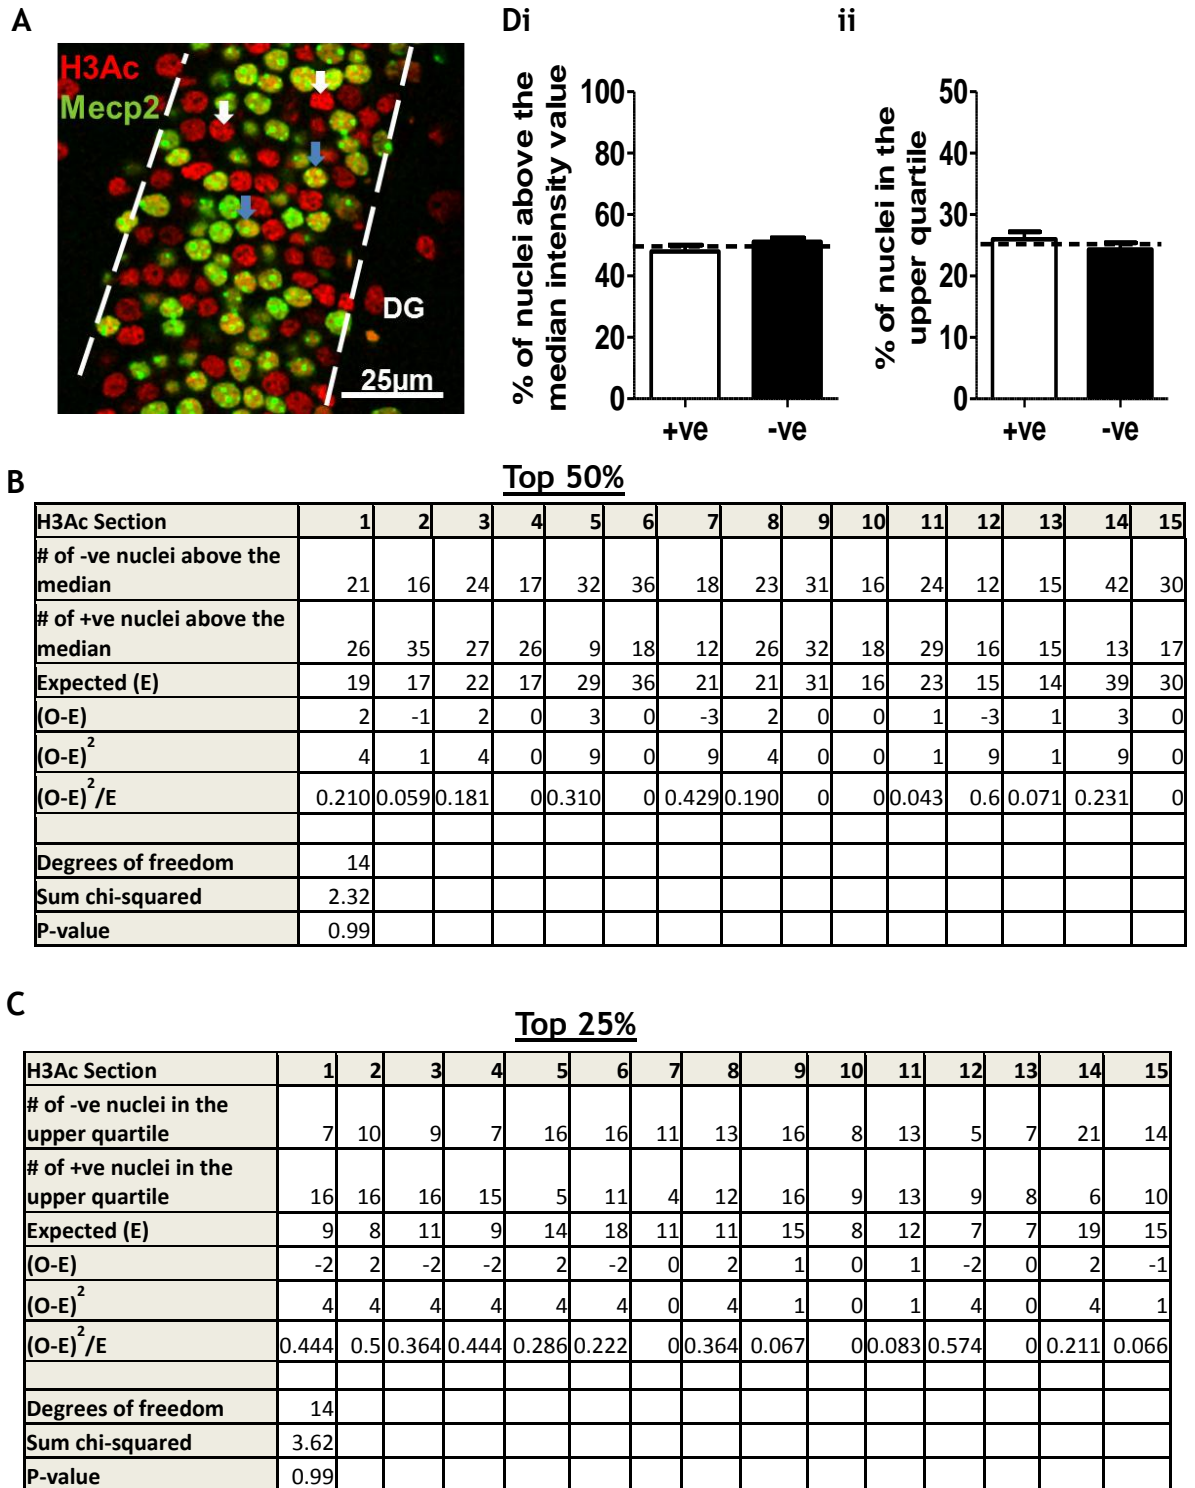 A
H3Ac
Mecp2
DG
25µm
Di
% of nuclei above the
median intensity value
100
80
60
40
20
0
+ve -ve
ii
% of nuclei in the
upper quartile
50
40
30
20
10
0
+ve -ve
B
Top 50%
H3Ac Section 1 2 3 4 5 6 7 8 9 10 11 12 13 14 15
# of -ve nuclei above the
median 21 16 24 17 32 36 18 23 31 16 24 12 15 42 30
# of +ve nuclei above the
median 26 35 27 26 9 18 12 26 32 18 29 16 15 13 17
Expected (E) 19 17 22 17 29 36 21 21 31 16 23 15 14 39 30
(O-E) 2 -1 2 0 3 0 -3 2 0 0 1 -3 1 3 0
(O-E)² 4 1 4 0 9 0 9 4 0 0 1 9 1 9 0
(O-E)²/E 0.210 0.059 0.181 0 0.310 0 0.429 0.190 0 0 0.043 0.6 0.071 0.231 0
Degrees of freedom 14
Sum chi-squared 2.32
P-value 0.99
C
Top 25%
H3Ac Section 1 2 3 4 5 6 7 8 9 10 11 12 13 14 15
# of -ve nuclei in the
upper quartile 7 10 9 7 16 16 11 13 16 8 13 5 7 21 14
# of +ve nuclei in the
upper quartile 16 16 16 15 5 11 4 12 16 9 13 9 8 6 10
Expected (E) 9 8 11 9 14 18 11 11 15 8 12 7 7 19 15
(O-E) -2 2 -2 -2 2 -2 0 2 1 0 1 -2 0 2 -1
(O-E)² 4 4 4 4 4 4 0 4 1 0 1 4 0 4 1
(O-E)²/E 0.444 0.5 0.364 0.444 0.286 0.222 0 0.364 0.067 0 0.083 0.574 0 0.211 0.066
Degrees of freedom 14
Sum chi-squared 3.62
P-value 0.99